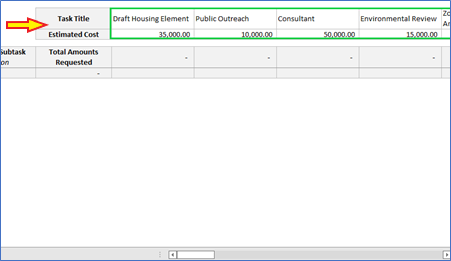 Task Title Draft Housing Element Public Outreach Consultant Environmental Review
Estimated Cost 35,000.00 10,000.00 50,000.00 15,000.00
Subtask Total Amounts - - - -
on Requested
-